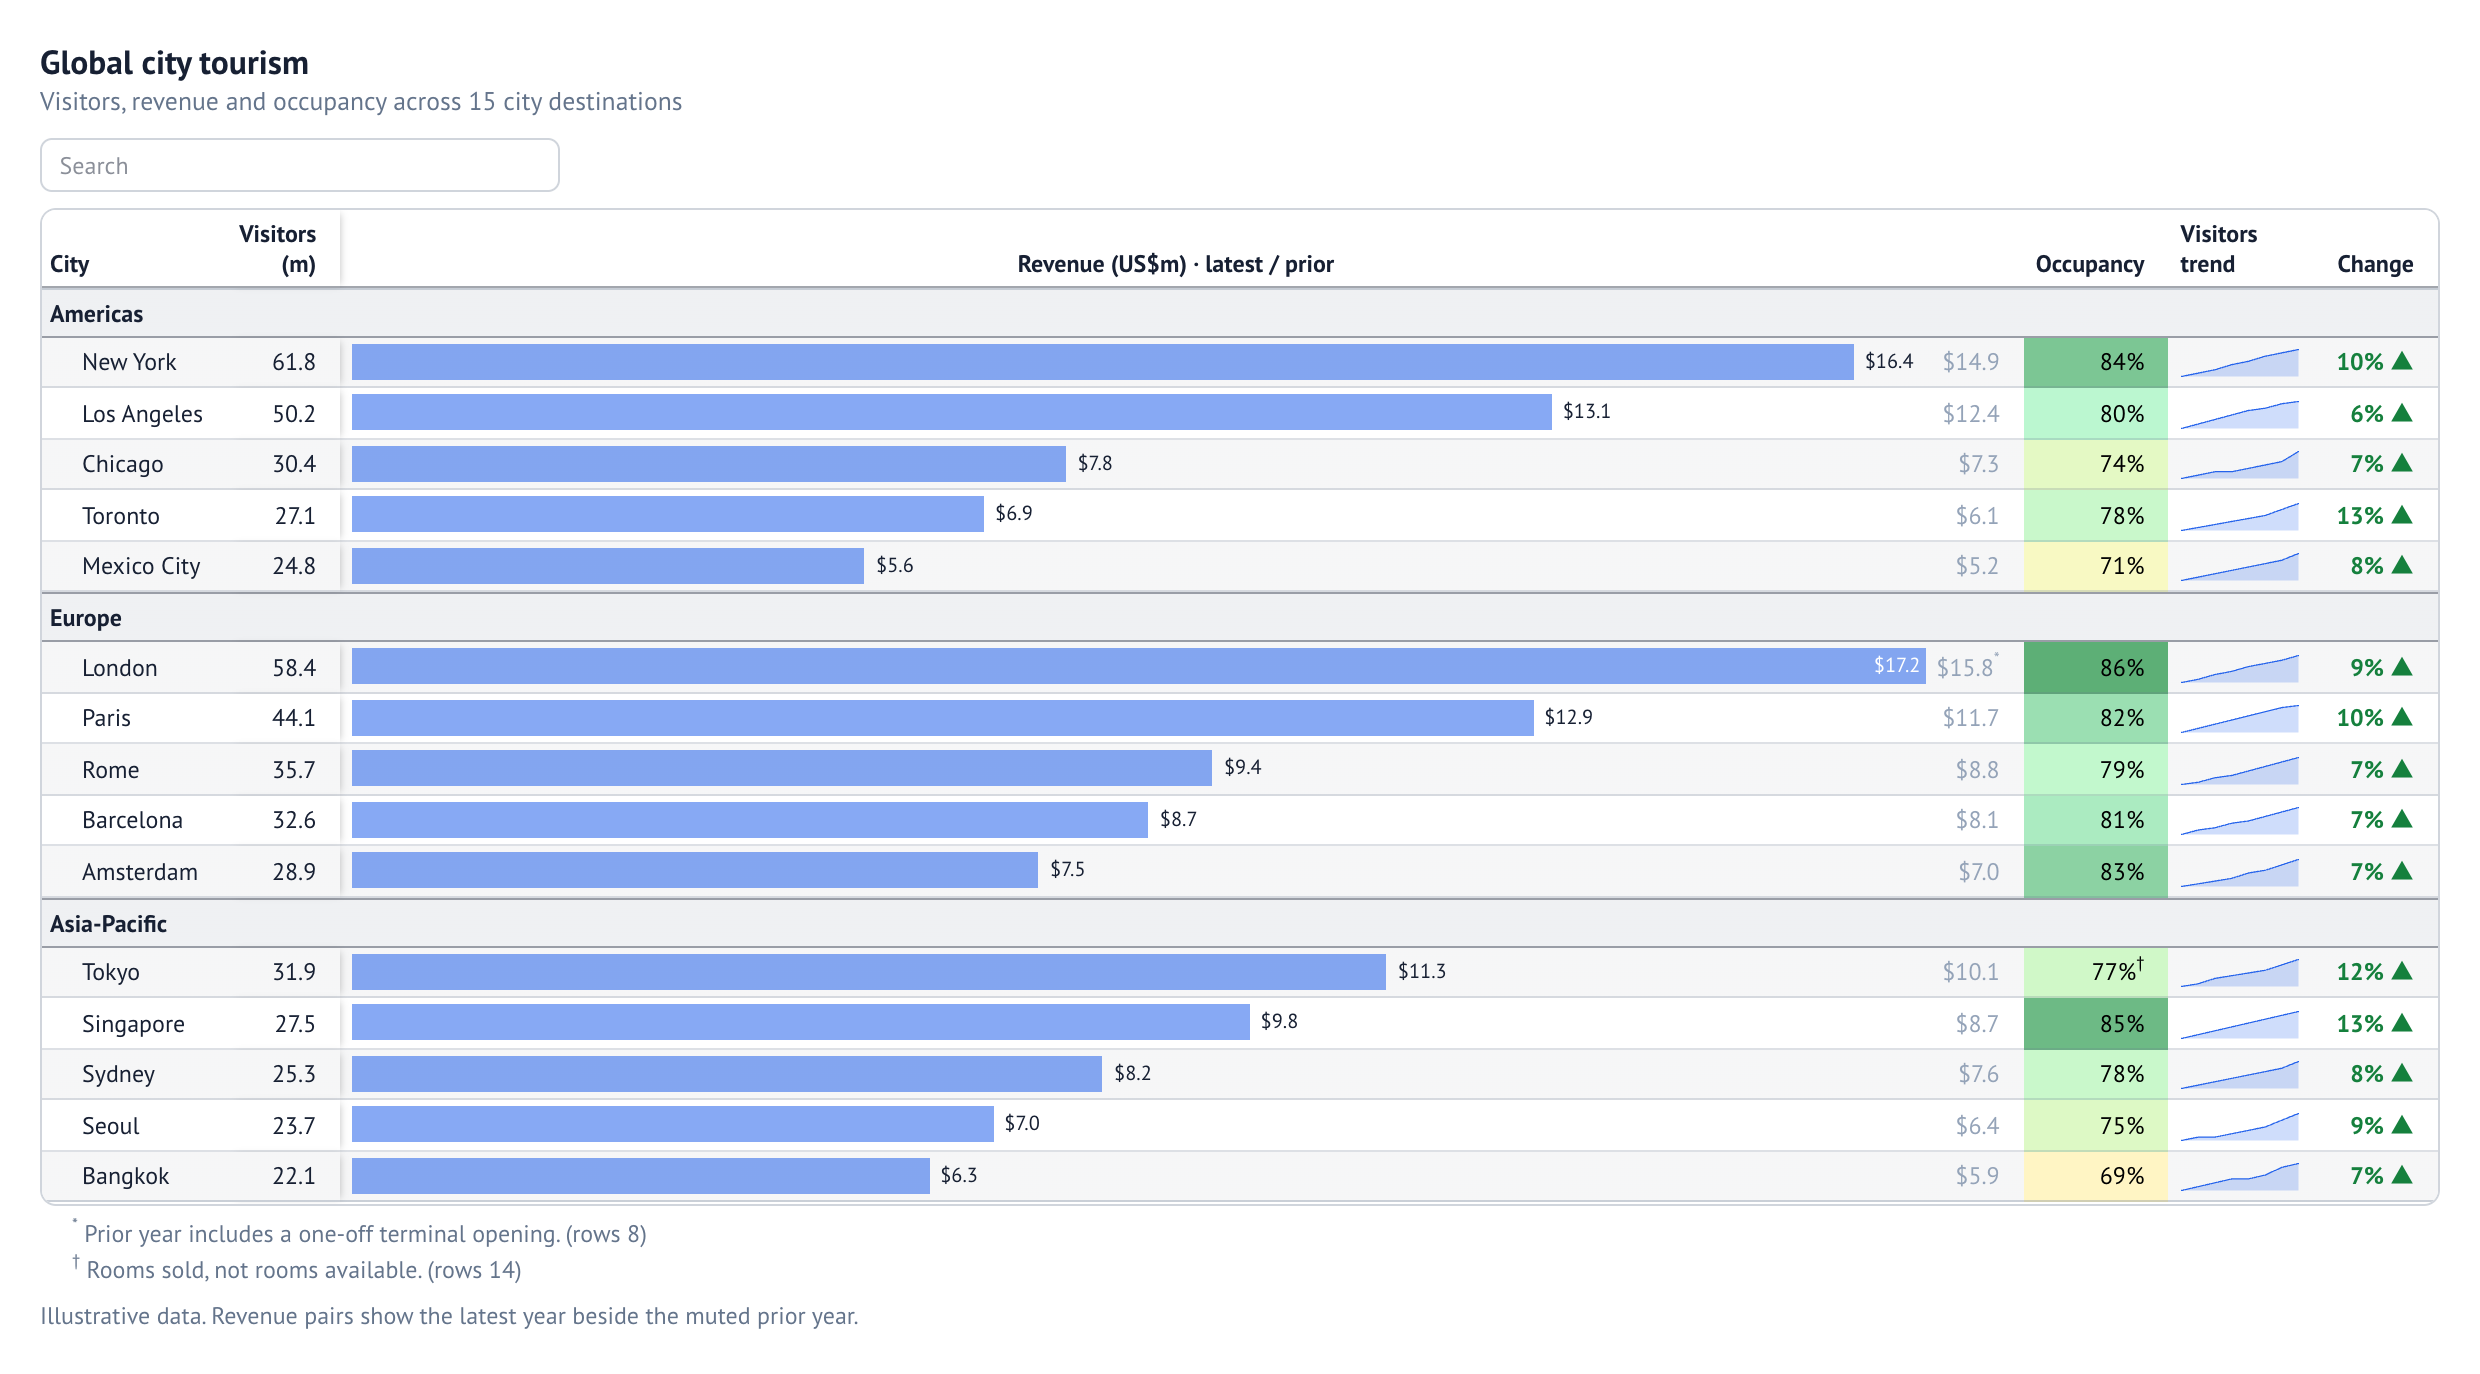 Global city tourism
Visitors, revenue and occupancy across 15 city destinations
Search
City Visitors (m) Revenue (US$m) · latest / prior Occupancy Visitors trend Change
Americas
New York 61.8 $16.4 $14.9 84% 10% ▲
Los Angeles 50.2 $13.1 $12.4 80% 6% ▲
Chicago 30.4 $7.8 $7.3 74% 7% ▲
Toronto 27.1 $6.9 $6.1 78% 13% ▲
Mexico City 24.8 $5.6 $5.2 71% 8% ▲
Europe
London 58.4 $17.2 $15.8* 86% 9% ▲
Paris 44.1 $12.9 $11.7 82% 10% ▲
Rome 35.7 $9.4 $8.8 79% 7% ▲
Barcelona 32.6 $8.7 $8.1 81% 7% ▲
Amsterdam 28.9 $7.5 $7.0 83% 7% ▲
Asia-Pacific
Tokyo 31.9 $11.3 $10.1 77%† 12% ▲
Singapore 27.5 $9.8 $8.7 85% 13% ▲
Sydney 25.3 $8.2 $7.6 78% 8% ▲
Seoul 23.7 $7.0 $6.4 75% 9% ▲
Bangkok 22.1 $6.3 $5.9 69% 7% ▲
* Prior year includes a one-off terminal opening. (rows 8)
† Rooms sold, not rooms available. (rows 14)
Illustrative data. Revenue pairs show the latest year beside the muted prior year.